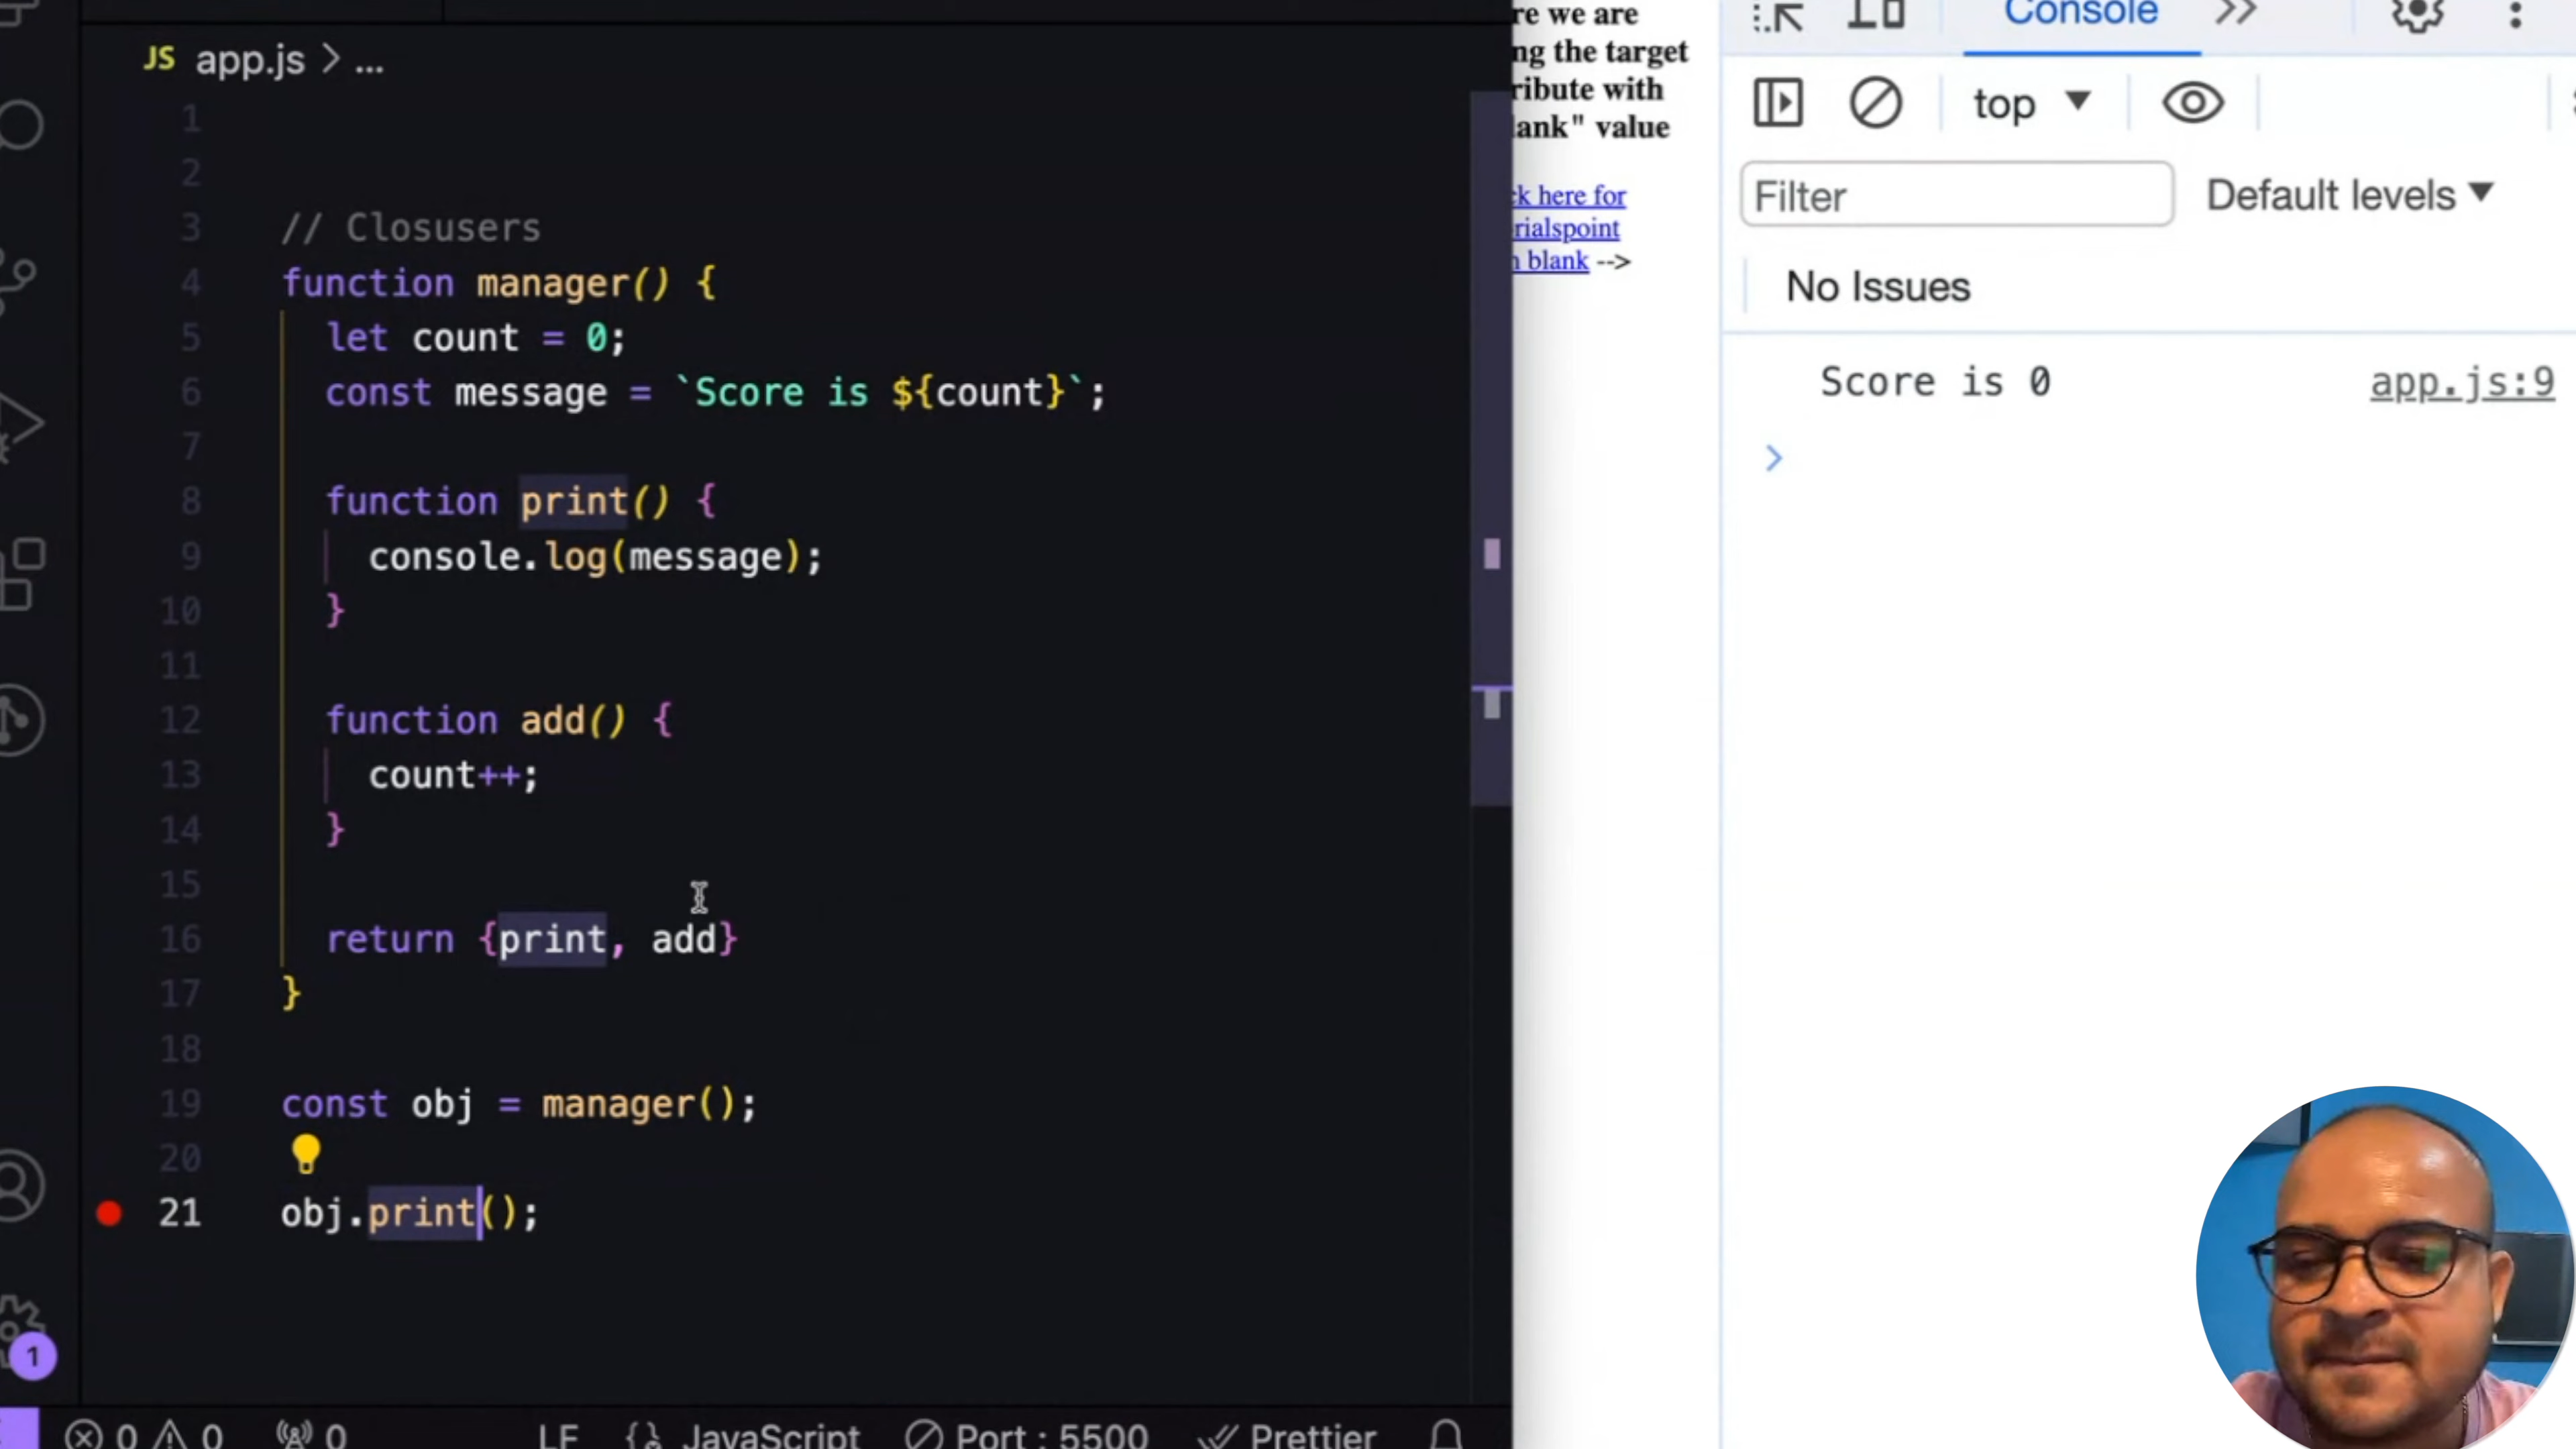 JS app.js > ...
1
2
3 // Closusers
4 function manager() {
5 let count = 0;
6 const message = `Score is ${count}`;
7
8 function print() {
9 console.log(message);
10 }
11
12 function add() {
13 count++;
14 }
15
16 return {print, add}
17 }
18
19 const obj = manager();
20
21 obj.print();
1
0 0 0 LF {} JavaScript Port : 5500 Prettier
re we are
ng the target
ribute with
ank" value
ck here for
rialspoint
n blank -->
Console >>
top
Filter Default levels
No Issues
Score is 0 app.js:9
>